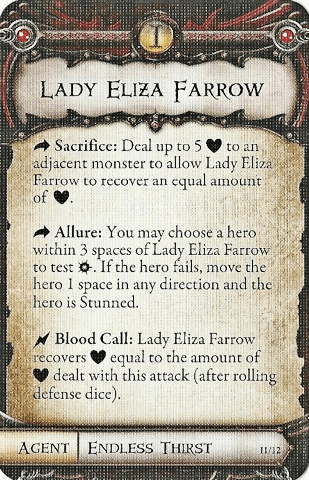 I
LADY ELIZA FARROW
Sacrifice: Deal up to 5 to an
adjacent monster to allow Lady Eliza
Farrow to recover an equal amount
of .
Allure: You may choose a hero
within 3 spaces of Lady Eliza Farrow
to test . If the hero fails, move the
hero 1 space in any direction and the
hero is Stunned.
Blood Call: Lady Eliza Farrow
recovers equal to the amount of
dealt with this attack (after rolling
defense dice).
AGENT ENDLESS THIRST 11/12